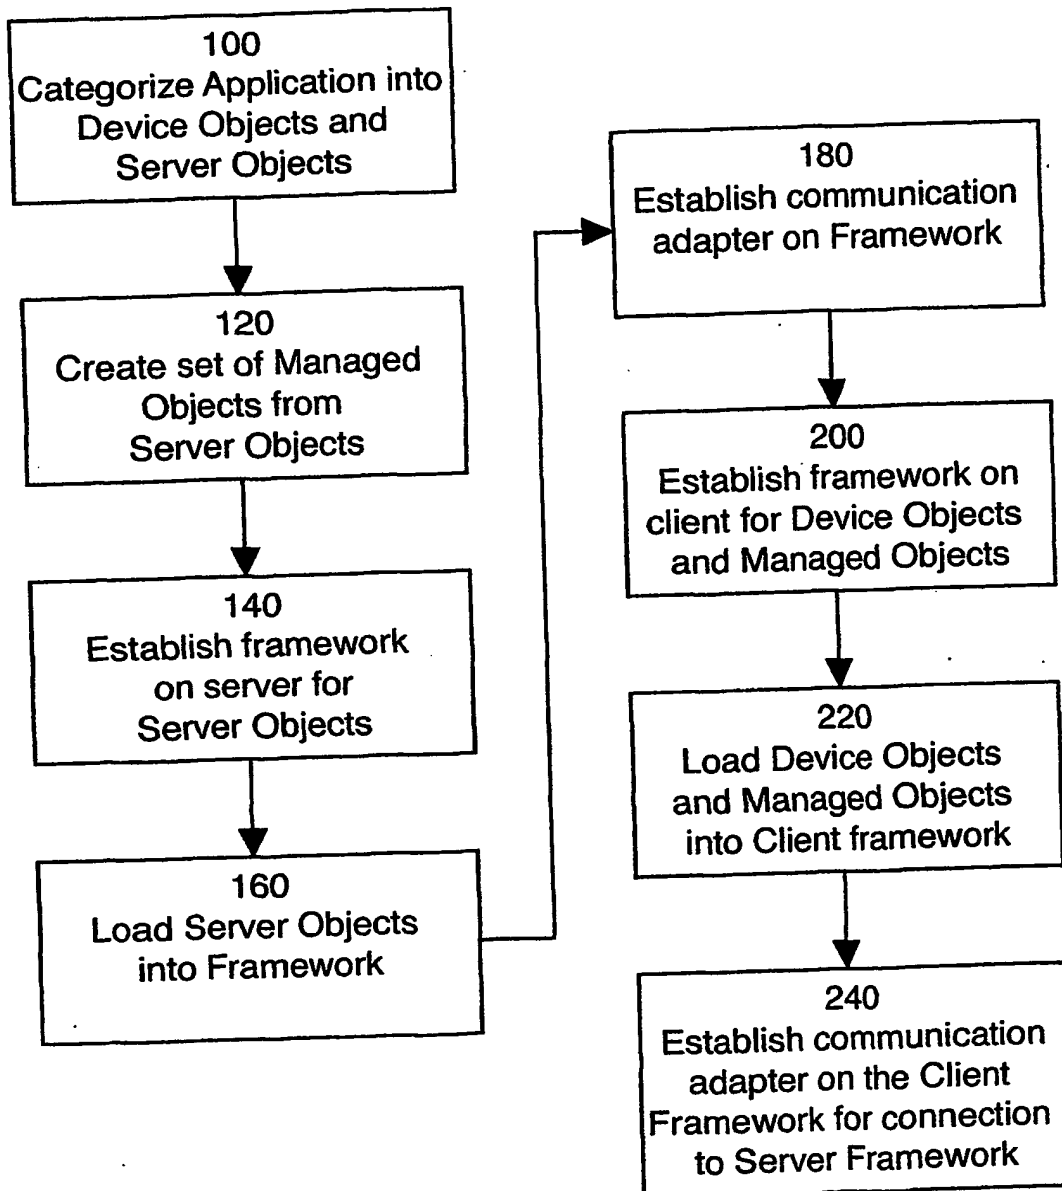 100
Categorize Application into
Device Objects and
Server Objects
120
Create set of Managed
Objects from
Server Objects
140
Establish framework
on server for
Server Objects
160
Load Server Objects
into Framework
180
Establish communication
adapter on Framework
200
Establish framework on
client for Device Objects
and Managed Objects
220
Load Device Objects
and Managed Objects
into Client framework
240
Establish communication
adapter on the Client
Framework for connection
to Server Framework